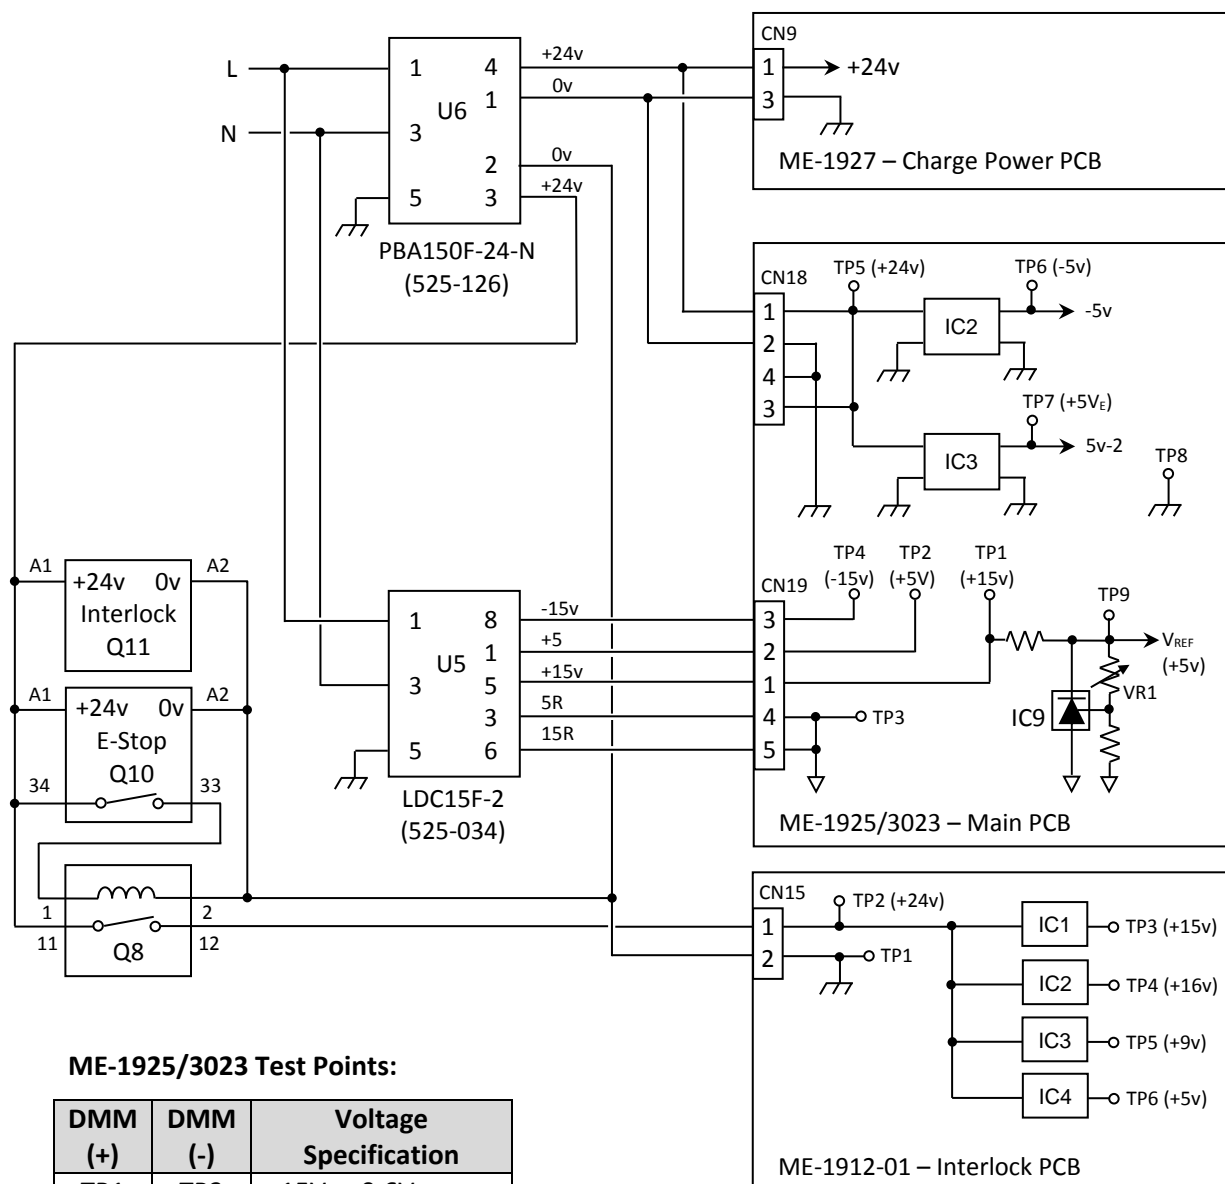 L
N
1
3
5
U6
4
1
2
3
+24v
0v
0v
+24v
PBA150F-24-N
(525-126)
CN9
1
3
+24v
ME-1927 – Charge Power PCB
CN18
1
2
4
3
TP5 (+24v)
TP6 (-5v)
IC2
-5v
TP7 (+5VE)
IC3
5v-2
TP8
TP4
(-15v)
TP2
(+5V)
TP1
(+15v)
CN19
3
2
1
4
5
TP3
TP9
VREF
(+5v)
VR1
IC9
ME-1925/3023 – Main PCB
A1
+24v 0v
A2
Interlock
Q11
A1
+24v 0v
A2
E-Stop
Q10
34
33
1
2
11
12
Q8
1
3
5
U5
8
1
5
3
6
-15v
+5
+15v
5R
15R
LDC15F-2
(525-034)
CN15
1
2
TP2 (+24v)
TP1
IC1
TP3 (+15v)
IC2
TP4 (+16v)
IC3
TP5 (+9v)
IC4
TP6 (+5v)
ME-1912-01 – Interlock PCB
ME-1925/3023 Test Points:
DMM (+)
DMM (-)
Voltage Specification